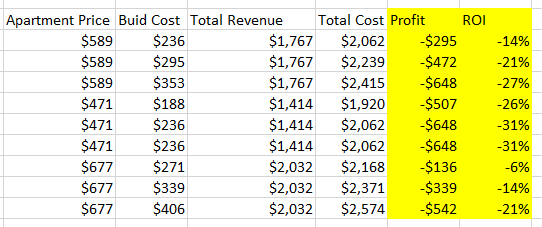 Apartment Price Buid Cost Total Revenue Total Cost Profit ROI
$589 $236 $1,767 $2,062 -$295 -14%
$589 $295 $1,767 $2,239 -$472 -21%
$589 $353 $1,767 $2,415 -$648 -27%
$471 $188 $1,414 $1,920 -$507 -26%
$471 $236 $1,414 $2,062 -$648 -31%
$471 $236 $1,414 $2,062 -$648 -31%
$677 $271 $2,032 $2,168 -$136 -6%
$677 $339 $2,032 $2,371 -$339 -14%
$677 $406 $2,032 $2,574 -$542 -21%